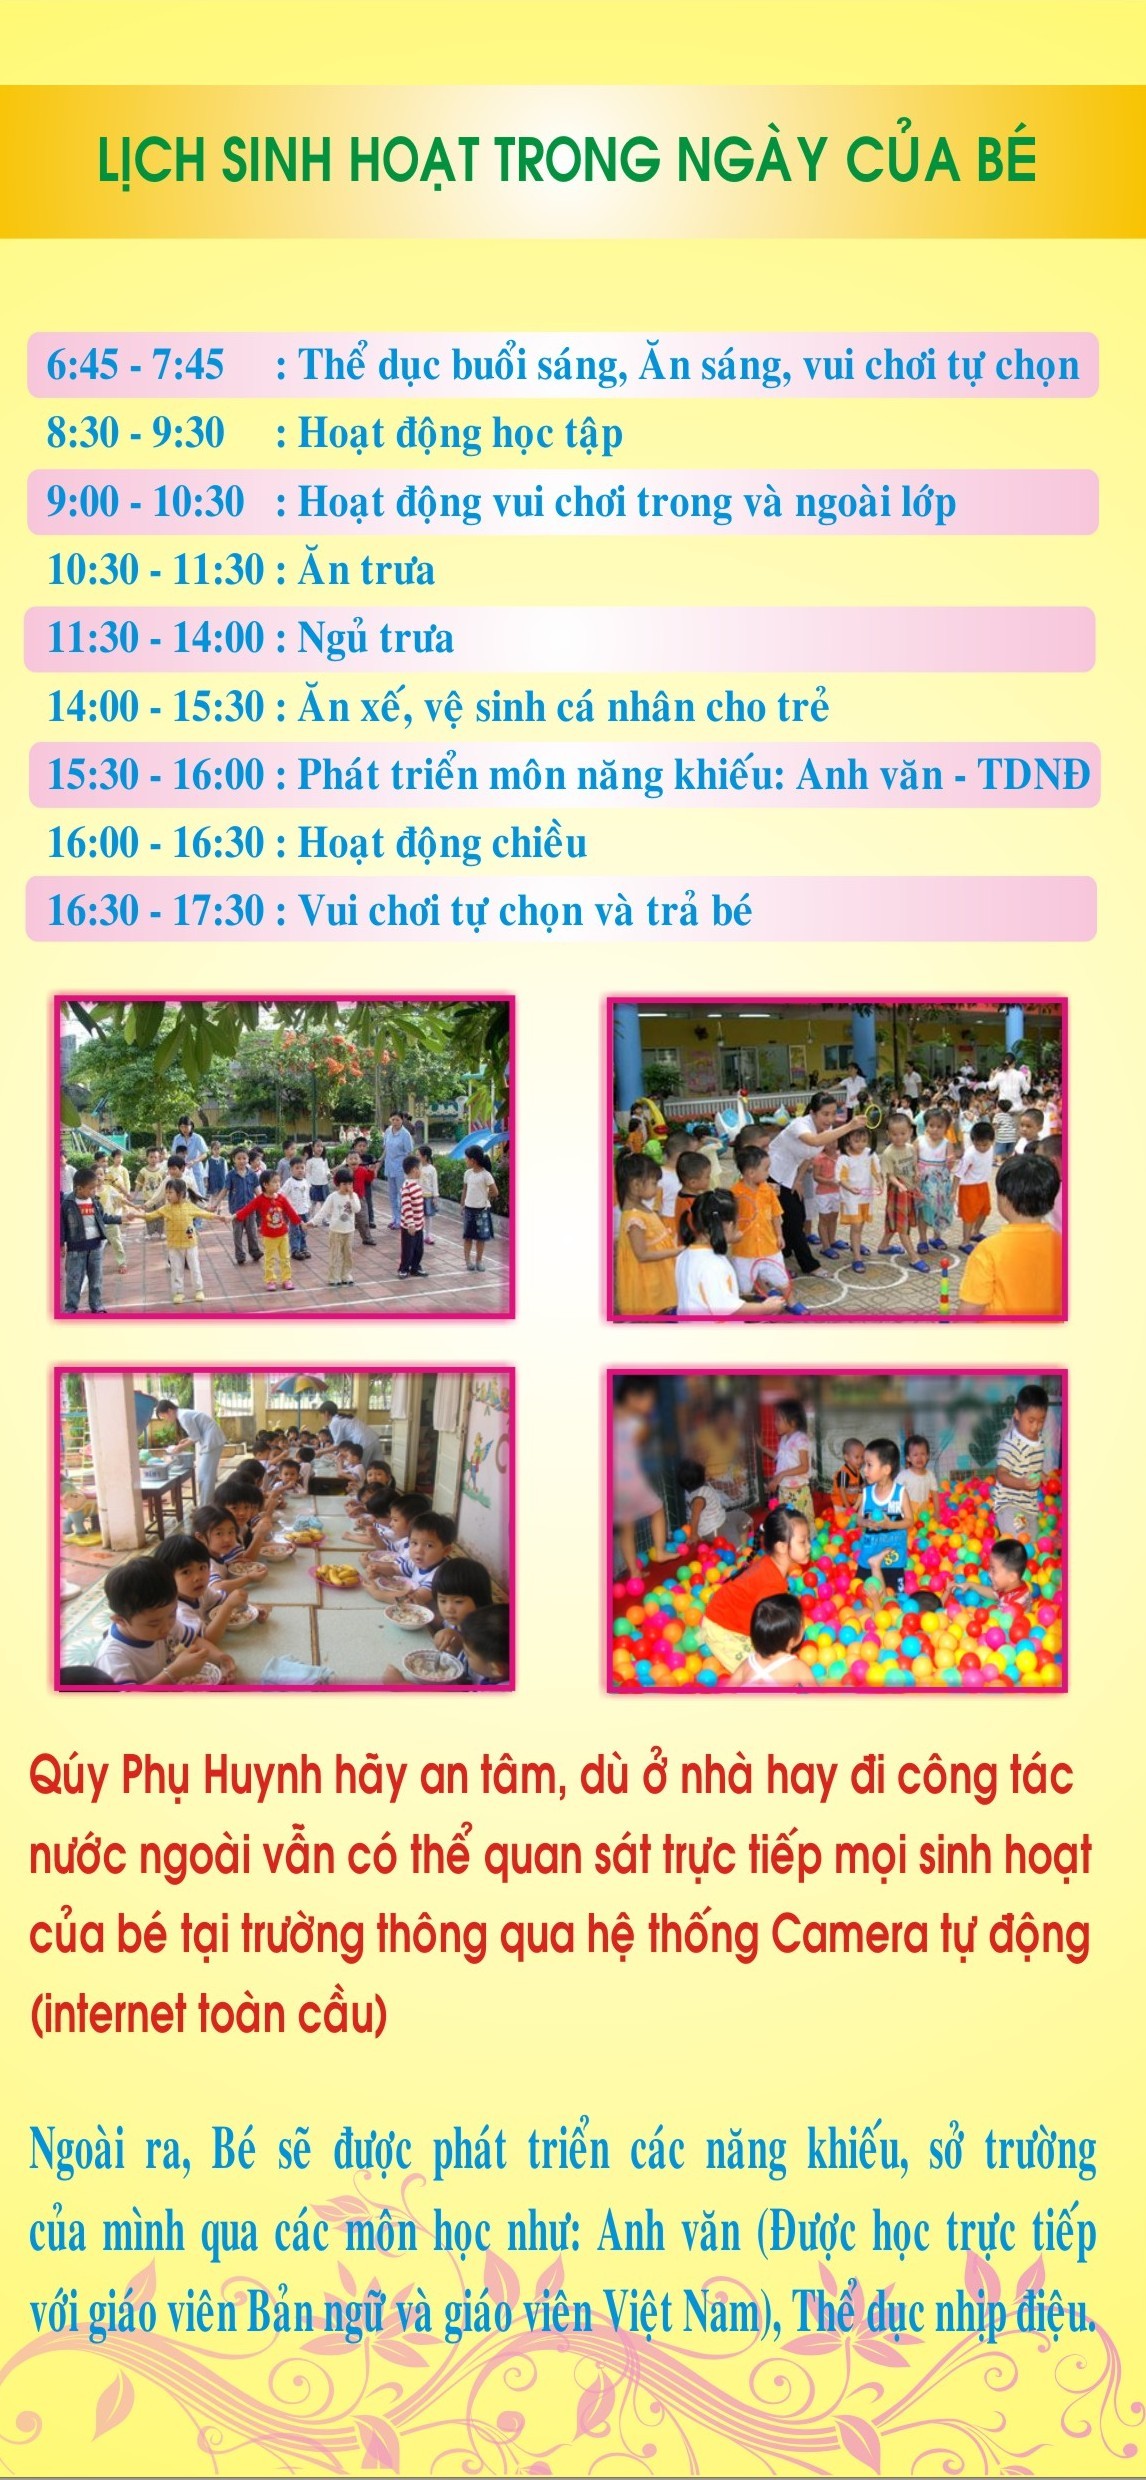 LỊCH SINH HOẠT TRONG NGÀY CỦA BÉ
6:45 - 7:45 : Thể dục buổi sáng, Ăn sáng, vui chơi tự chọn
8:30 - 9:30 : Hoạt động học tập
9:00 - 10:30 : Hoạt động vui chơi trong và ngoài lớp
10:30 - 11:30 : Ăn trưa
11:30 - 14:00 : Ngủ trưa
14:00 - 15:30 : Ăn xế, vệ sinh cá nhân cho trẻ
15:30 - 16:00 : Phát triển môn năng khiếu: Anh văn - TDNĐ
16:00 - 16:30 : Hoạt động chiều
16:30 - 17:30 : Vui chơi tự chọn và trả bé
Qúy Phụ Huynh hãy an tâm, dù ở nhà hay đi công tác
nước ngoài vẫn có thể quan sát trực tiếp mọi sinh hoạt
của bé tại trường thông qua hệ thống Camera tự động
(internet toàn cầu)
Ngoài ra, Bé sẽ được phát triển các năng khiếu, sở trường
của mình qua các môn học như: Anh văn (Được học trực tiếp
với giáo viên Bản ngữ và giáo viên Việt Nam), Thể dục nhịp điệu.